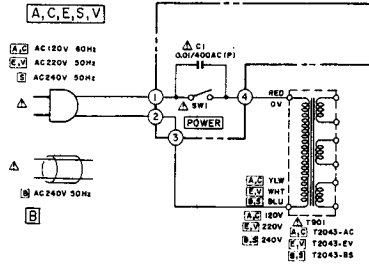 A, C, E, S, V
A,C AC120V 60Hz
E,V AC220V 50Hz
S AC240V 50Hz
C1
0.01/400AC(P)
SW1
POWER
1
2
3
4
RED
0V
B AC240V 50Hz
B
A,C YLW
E,V WHT
B,S BLU
A,C 120V
E,V 220V
B,S 240V
T901
A,C T2043-AC
E,V T2043-EV
B,S T2043-BS